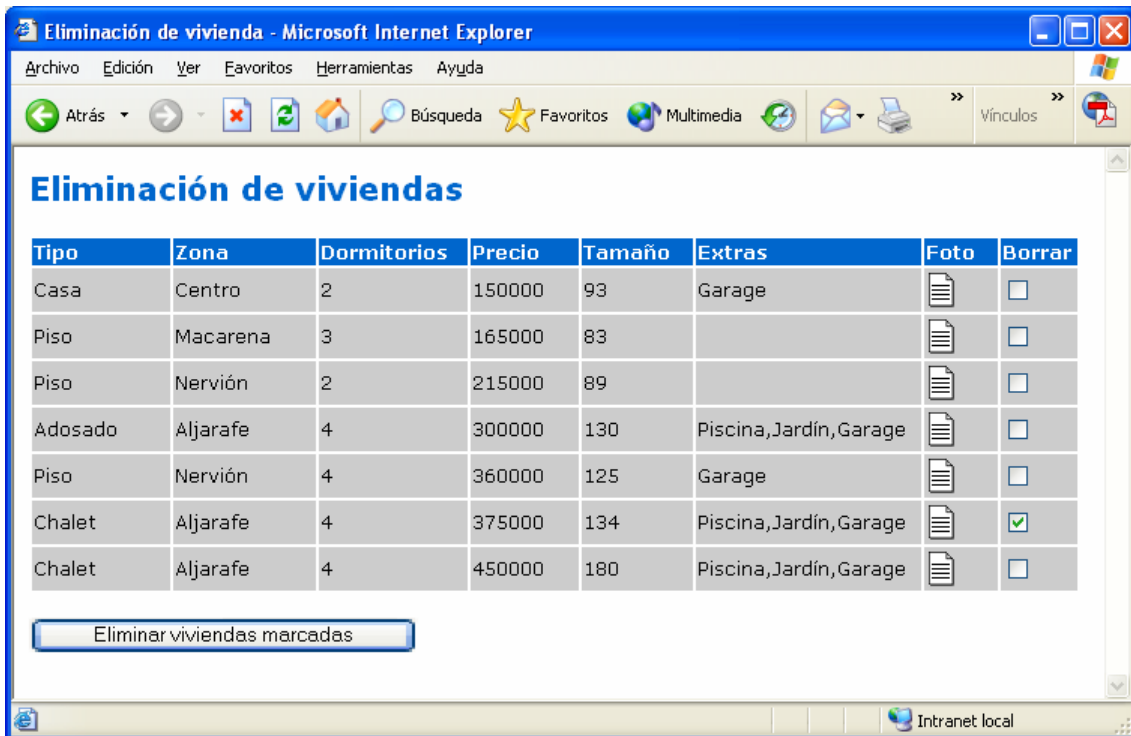 Eliminación de vivienda - Microsoft Internet Explorer
Archivo Edición Ver Favoritos Herramientas Ayuda
Atrás Búsqueda Favoritos Multimedia » Vínculos »
Eliminación de viviendas
Tipo Zona Dormitorios Precio Tamaño Extras Foto Borrar
Casa Centro 2 150000 93 Garage
Piso Macarena 3 165000 83
Piso Nervión 2 215000 89
Adosado Aljarafe 4 300000 130 Piscina,Jardín,Garage
Piso Nervión 4 360000 125 Garage
Chalet Aljarafe 4 375000 134 Piscina,Jardín,Garage
Chalet Aljarafe 4 450000 180 Piscina,Jardín,Garage
Eliminar viviendas marcadas
Intranet local